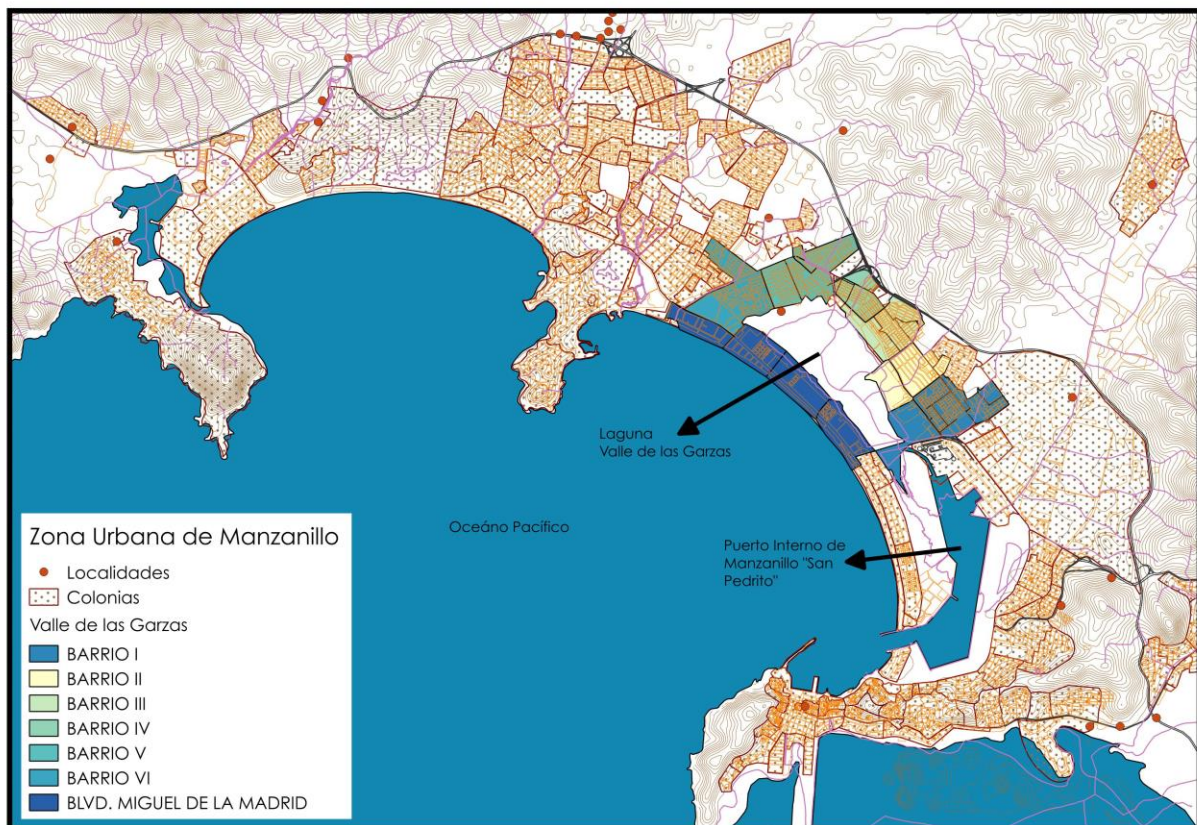 Laguna
Valle de las Garzas
Océano Pacífico
Puerto Interno de
Manzanillo "San
Pedrito"
Zona Urbana de Manzanillo
Localidades
Colonias
Valle de las Garzas
BARRIO I
BARRIO II
BARRIO III
BARRIO IV
BARRIO V
BARRIO VI
BLVD. MIGUEL DE LA MADRID